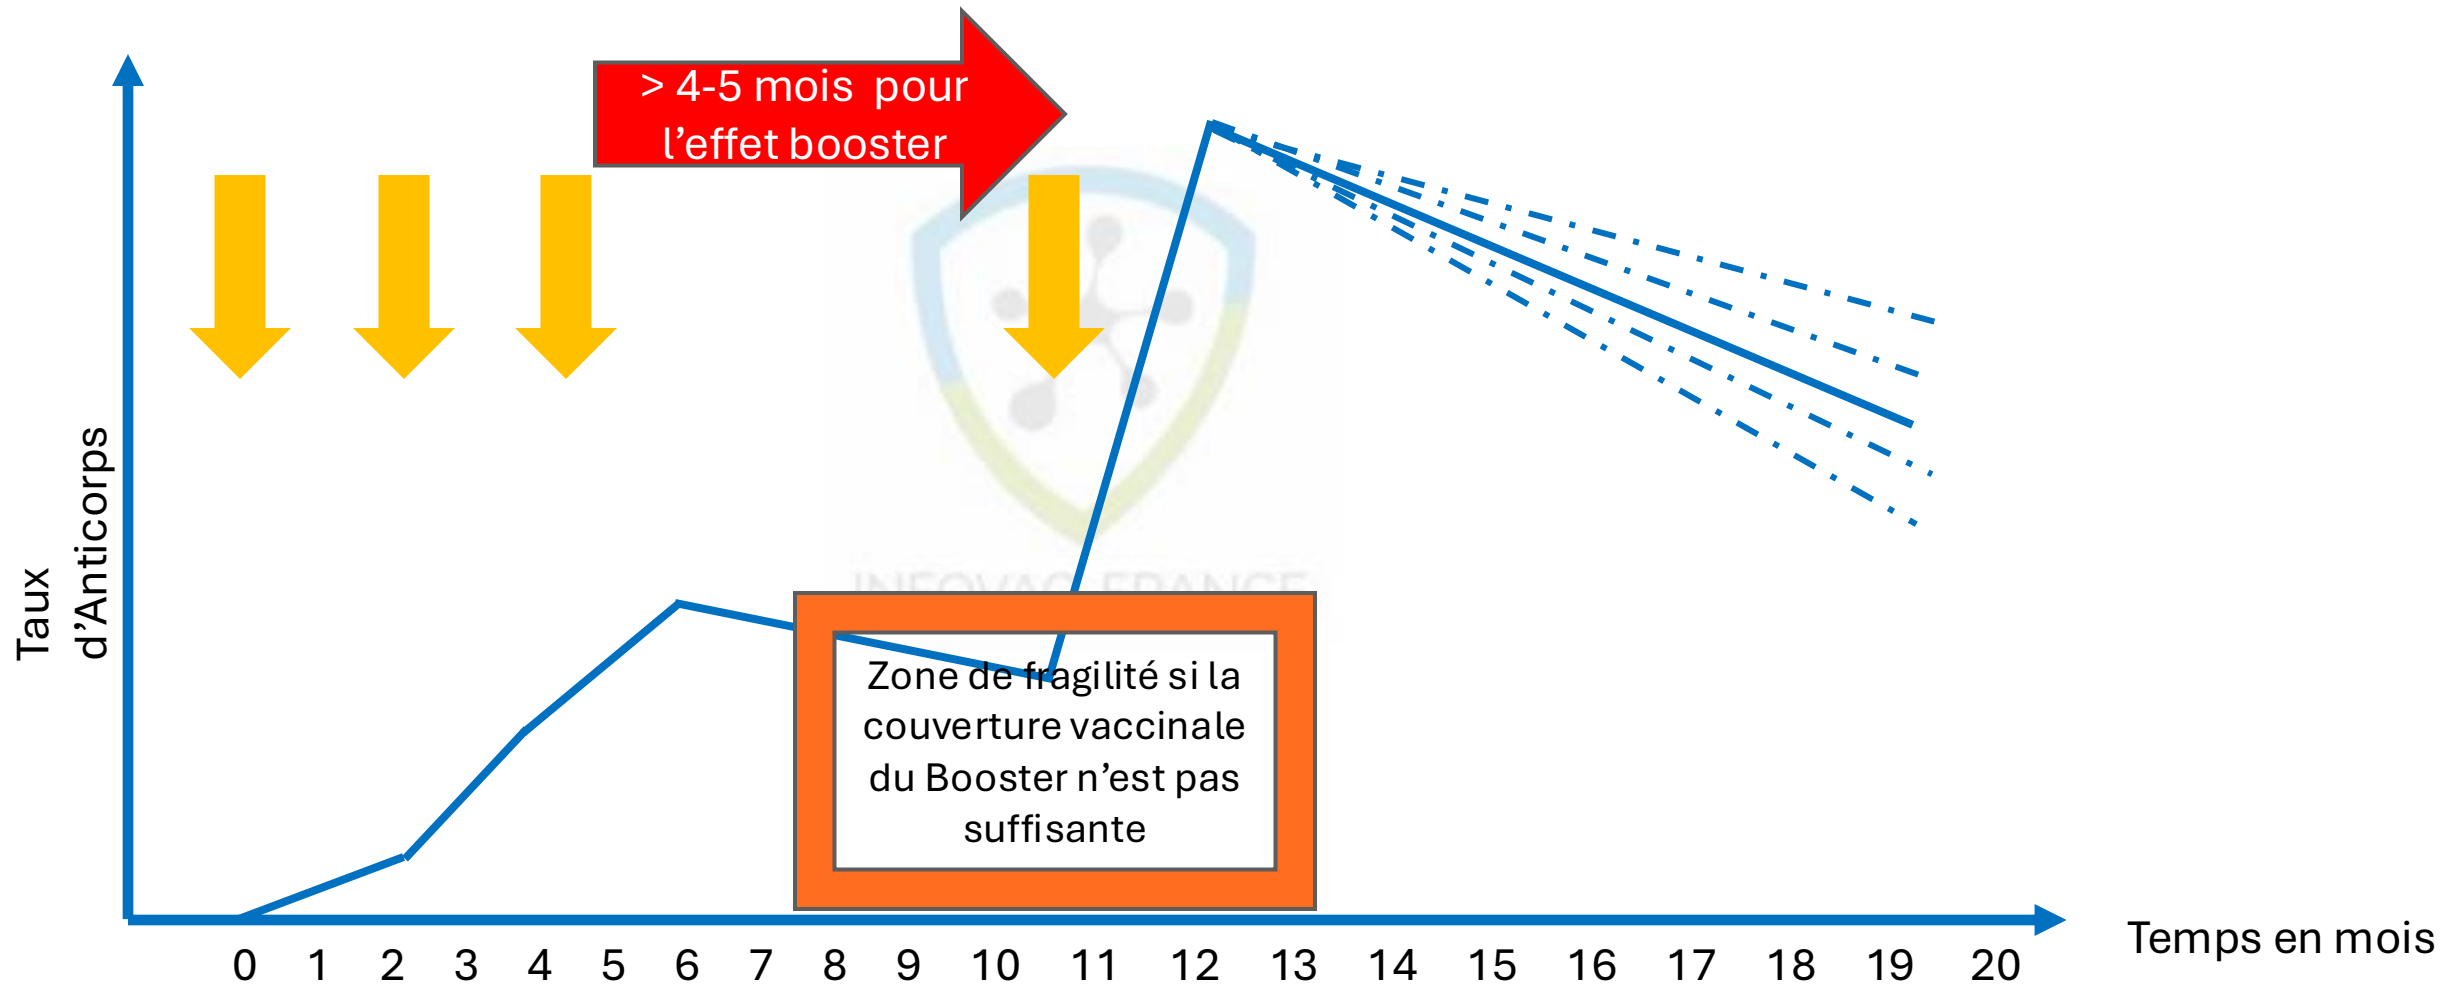 > 4-5 mois pour
l’effet booster
Taux
d’Anticorps
INFOVAC-FRANCE
Zone de fragilité si la
couverture vaccinale
du Booster n’est pas
suffisante
0 1 2 3 4 5 6 7 8 9 10 11 12 13 14 15 16 17 18 19 20
Temps en mois